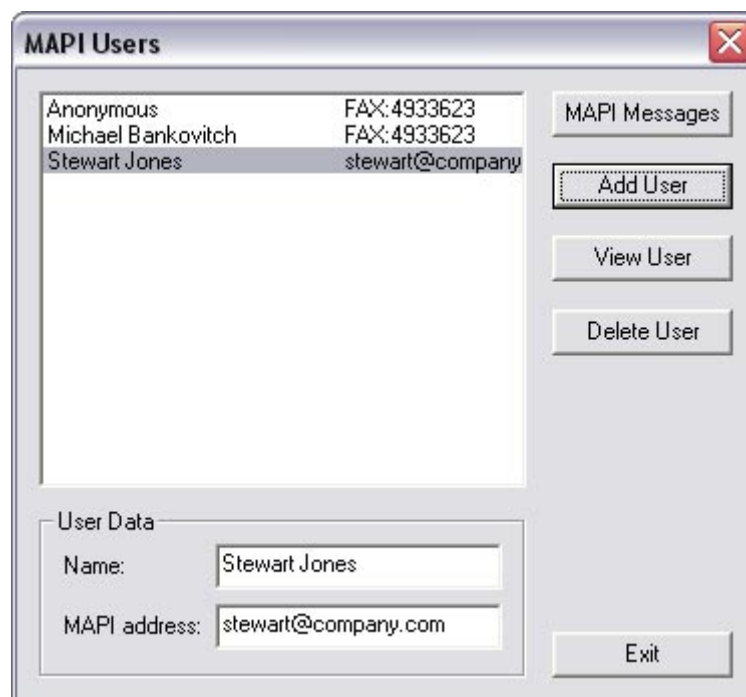 MAPI Users
Anonymous FAX:4933623
Michael Bankovitch FAX:4933623
Stewart Jones stewart@company
MAPI Messages
Add User
View User
Delete User
User Data
Name: Stewart Jones
MAPI address: stewart@company.com
Exit